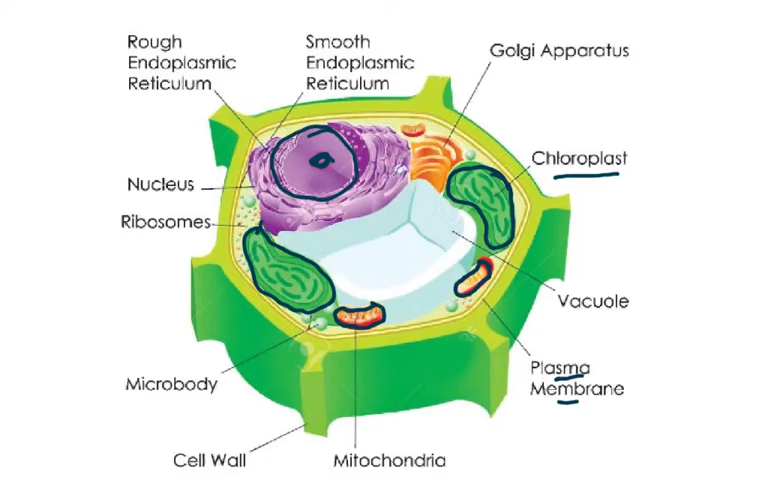 Rough
Endoplasmic
Reticulum
Smooth
Endoplasmic
Reticulum
Golgi Apparatus
Chloroplast
Nucleus
Ribosomes
Vacuole
Plasma
Membrane
Microbody
Cell Wall
Mitochondria